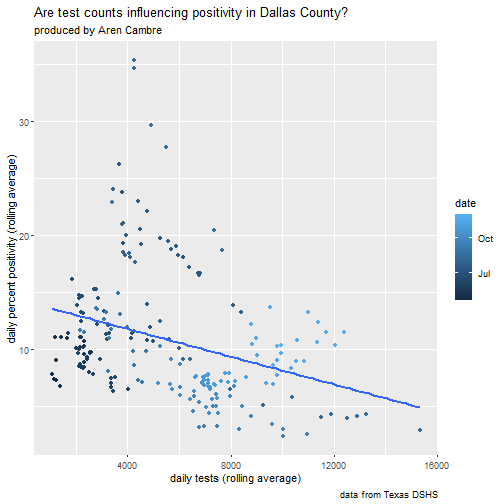 Are test counts influencing positivity in Dallas County?
produced by Aren Cambre
daily percent positivity (rolling average)
30
20
10
4000
8000
12000
16000
daily tests (rolling average)
date
Oct
Jul
data from Texas DSHS